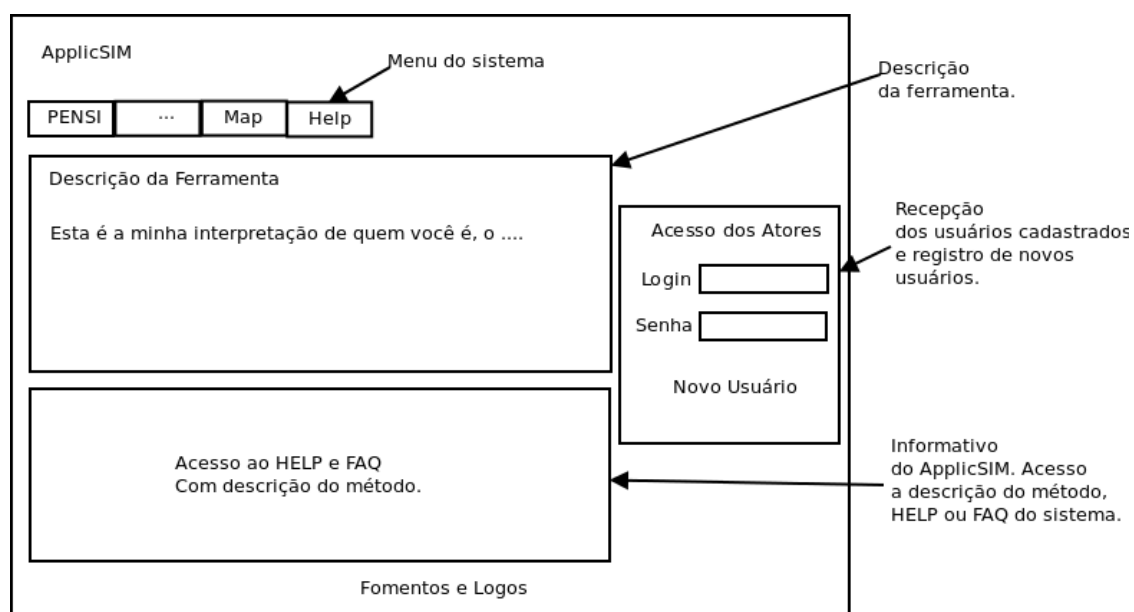 ApplicSIM
Menu do sistema
Descrição
da ferramenta.
PENSI
...
Map
Help
Descrição da Ferramenta
Esta é a minha interpretação de quem você é, o ....
Acesso dos Atores
Login
Senha
Novo Usuário
Recepção
dos usuários cadastrados
e registro de novos
usuários.
Acesso ao HELP e FAQ
Com descrição do método.
Informativo
do ApplicSIM. Acesso
a descrição do método,
HELP ou FAQ do sistema.
Fomentos e Logos